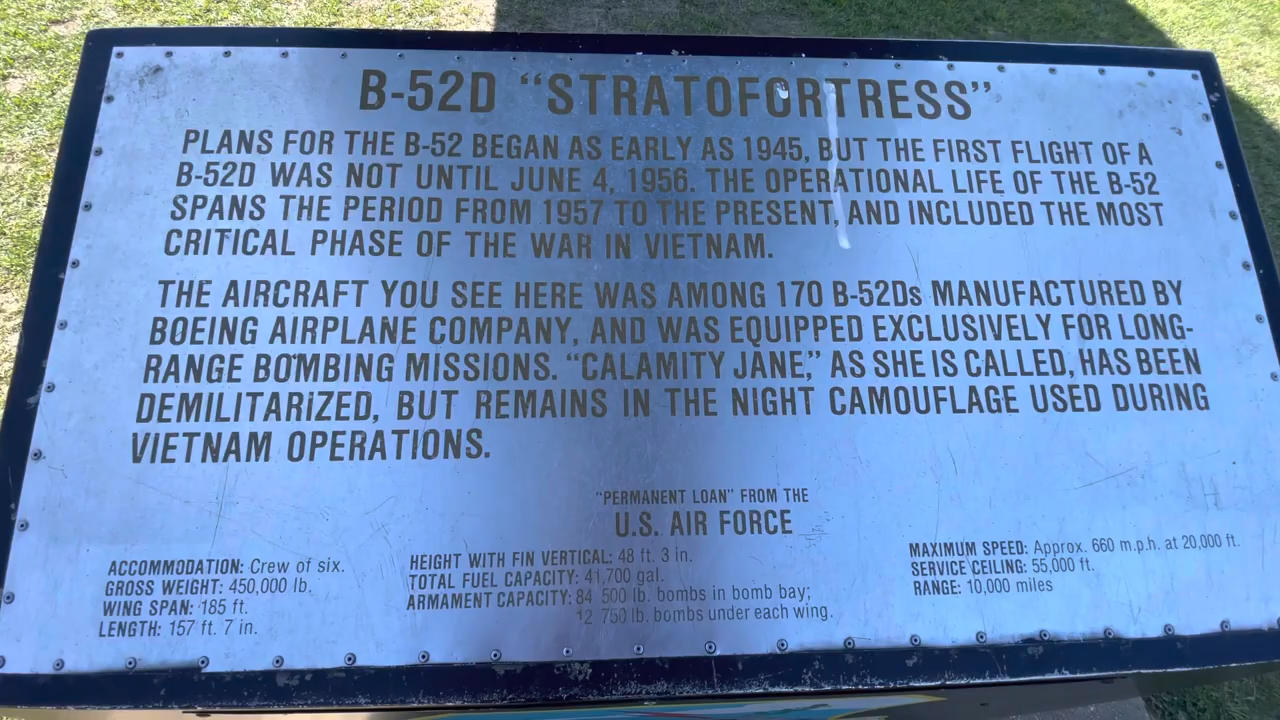 B-52D “STRATOFORTRESS”
PLANS FOR THE B-52 BEGAN AS EARLY AS 1945, BUT THE FIRST FLIGHT OF A
B-52D WAS NOT UNTIL JUNE 4, 1956. THE OPERATIONAL LIFE OF THE B-52
SPANS THE PERIOD FROM 1957 TO THE PRESENT, AND INCLUDED THE MOST
CRITICAL PHASE OF THE WAR IN VIETNAM.
THE AIRCRAFT YOU SEE HERE WAS AMONG 170 B-52Ds MANUFACTURED BY
BOEING AIRPLANE COMPANY, AND WAS EQUIPPED EXCLUSIVELY FOR LONG-
RANGE BOMBING MISSIONS. “CALAMITY JANE,” AS SHE IS CALLED, HAS BEEN
DEMILITARiZED, BUT REMAINS IN THE NIGHT CAMOUFLAGE USED DURING
VIETNAM OPERATIONS.
“PERMANENT LOAN” FROM THE
U.S. AIR FORCE
ACCOMMODATION: Crew of six.
GROSS WEIGHT: 450,000 lb.
WING SPAN: 185 ft.
LENGTH: 157 ft. 7 in.
HEIGHT WITH FIN VERTICAL: 48 ft. 3 in.
TOTAL FUEL CAPACITY: 41,700 gal.
ARMAMENT CAPACITY: 84 500 lb. bombs in bomb bay;
12 750 lb. bombs under each wing.
MAXIMUM SPEED: Approx. 660 m.p.h. at 20,000 ft.
SERVICE CEILING: 55,000 ft.
RANGE: 10,000 miles